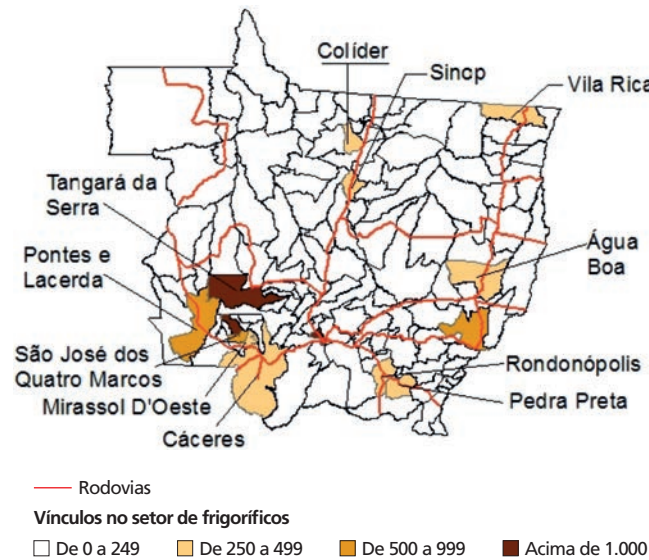 Colíder
Sinop
Vila Rica
Tangará da
Serra
Pontes e
Lacerda
Água
Boa
São José dos
Quatro Marcos
Mirassol D'Oeste
Cáceres
Rondonópolis
Pedra Preta
Rodovias
Vínculos no setor de frigoríficos
De 0 a 249 De 250 a 499 De 500 a 999 Acima de 1.000